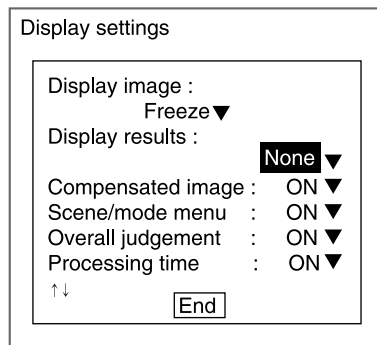 Display settings
Display image :
Freeze▼
Display results :
None ▼
Compensated image : ON ▼
Scene/mode menu : ON ▼
Overall judgement : ON ▼
Processing time : ON ▼
↑↓
End